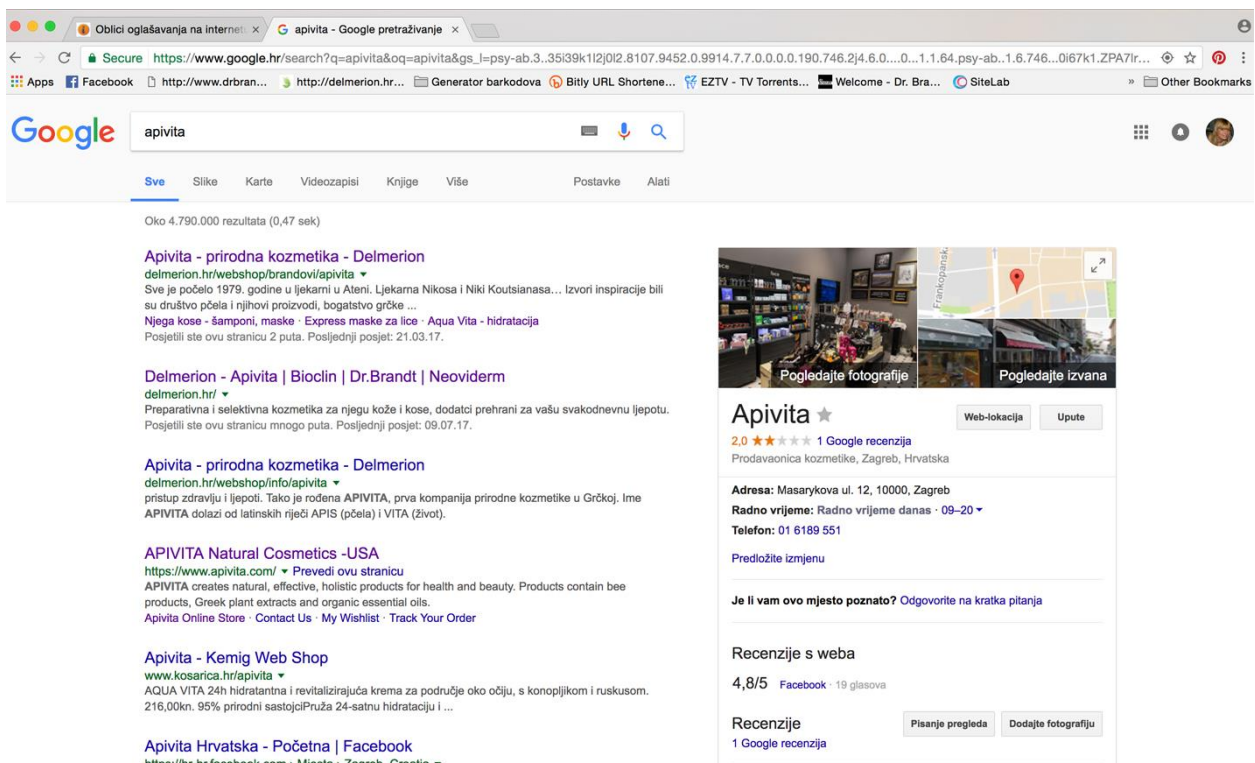 Oblici oglašavanja na internet
apivita - Google pretraživanje
Secure https://www.google.hr/search?q=apivita&oq=apivita&gs_l=psy-ab.3..35i39k1l2j0l2.8107.9452.0.9914.7.7.0.0.0.0.190.746.2j4.6.0....0...1.1.64.psy-ab..1.6.746...0i67k1.ZPA7lr...
Apps Facebook http://www.drbran... http://delmerion.hr... Generator barkodova Bitly URL Shortene... EZTV - TV Torrents... Welcome - Dr. Bra... SiteLab » Other Bookmarks
Google apivita
Sve Slike Karte Videozapisi Knjige Više Postavke Alati
Oko 4.790.000 rezultata (0,47 sek)
Apivita - prirodna kozmetika - Delmerion
delmerion.hr/webshop/brandovi/apivita
Sve je počelo 1979. godine u ljekarni u Ateni. Ljekarna Nikosa i Niki Koutsianasa... Izvori inspiracije bili
su društvo pčela i njihovi proizvodi, bogatstvo grčke ...
Njega kose - šamponi, maske · Express maske za lice · Aqua Vita - hidratacija
Posjetili ste ovu stranicu 2 puta. Posljednji posjet: 21.03.17.
Delmerion - Apivita | Bioclin | Dr.Brandt | Neoviderm
delmerion.hr/
Preparativna i selektivna kozmetika za njegu kože i kose, dodatci prehrani za vašu svakodnevnu ljepotu.
Posjetili ste ovu stranicu mnogo puta. Posljednji posjet: 09.07.17.
Apivita - prirodna kozmetika - Delmerion
delmerion.hr/webshop/info/apivita
pristup zdravlju i ljepoti. Tako je rođena APIVITA, prva kompanija prirodne kozmetike u Grčkoj. Ime
APIVITA dolazi od latinskih riječi APIS (pčela) i VITA (život).
APIVITA Natural Cosmetics -USA
https://www.apivita.com/ Prevedi ovu stranicu
APIVITA creates natural, effective, holistic products for health and beauty. Products contain bee
products, Greek plant extracts and organic essential oils.
Apivita Online Store · Contact Us · My Wishlist · Track Your Order
Apivita - Kemig Web Shop
www.kosarica.hr/apivita
AQUA VITA 24h hidratantna i revitalizirajuća krema za područje oko očiju, s konopljikom i ruskusom.
216,00kn. 95% prirodni sastojciPruža 24-satnu hidrataciju i ...
Apivita Hrvatska - Početna | Facebook
https://hr-hr.facebook.com › Mjesta › Zagreb, Croatia
Frankopansk
Pogledajte fotografije
Pogledajte izvana
Apivita
Web-lokacija Upute
2,0 1 Google recenzija
Prodavaonica kozmetike, Zagreb, Hrvatska
Adresa: Masarykova ul. 12, 10000, Zagreb
Radno vrijeme: Radno vrijeme danas · 09–20
Telefon: 01 6189 551
Predložite izmjenu
Je li vam ovo mjesto poznato? Odgovorite na kratka pitanja
Recenzije s weba
4,8/5 Facebook · 19 glasova
Recenzije Pisanje pregleda Dodajte fotografiju
1 Google recenzija